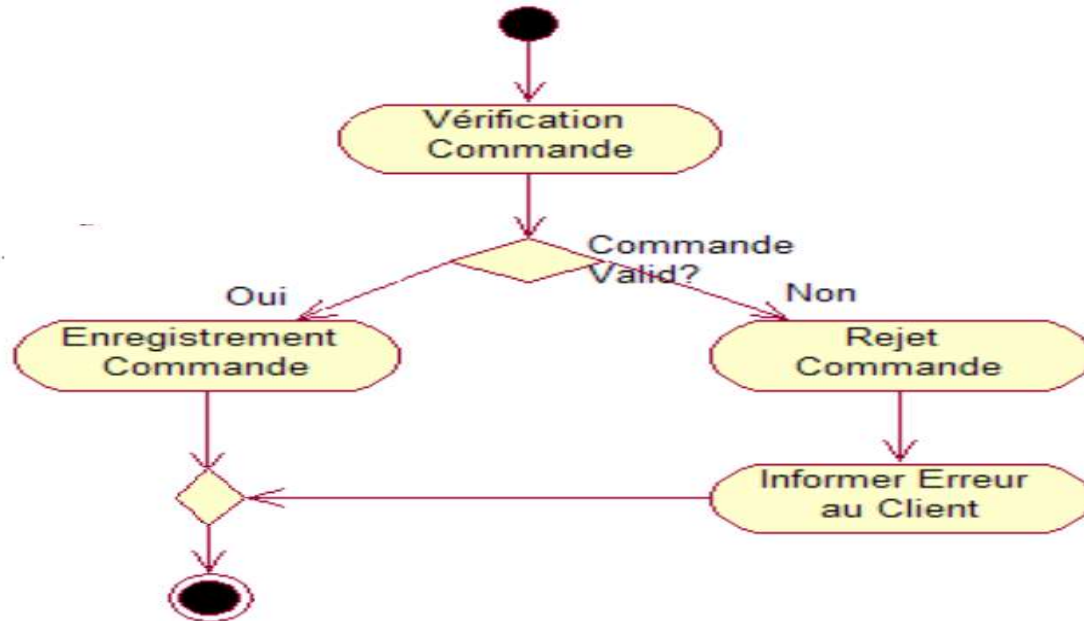 Vérification
Commande
Commande
Valid?
Oui
Non
Enregistrement
Commande
Rejet
Commande
Informer Erreur
au Client